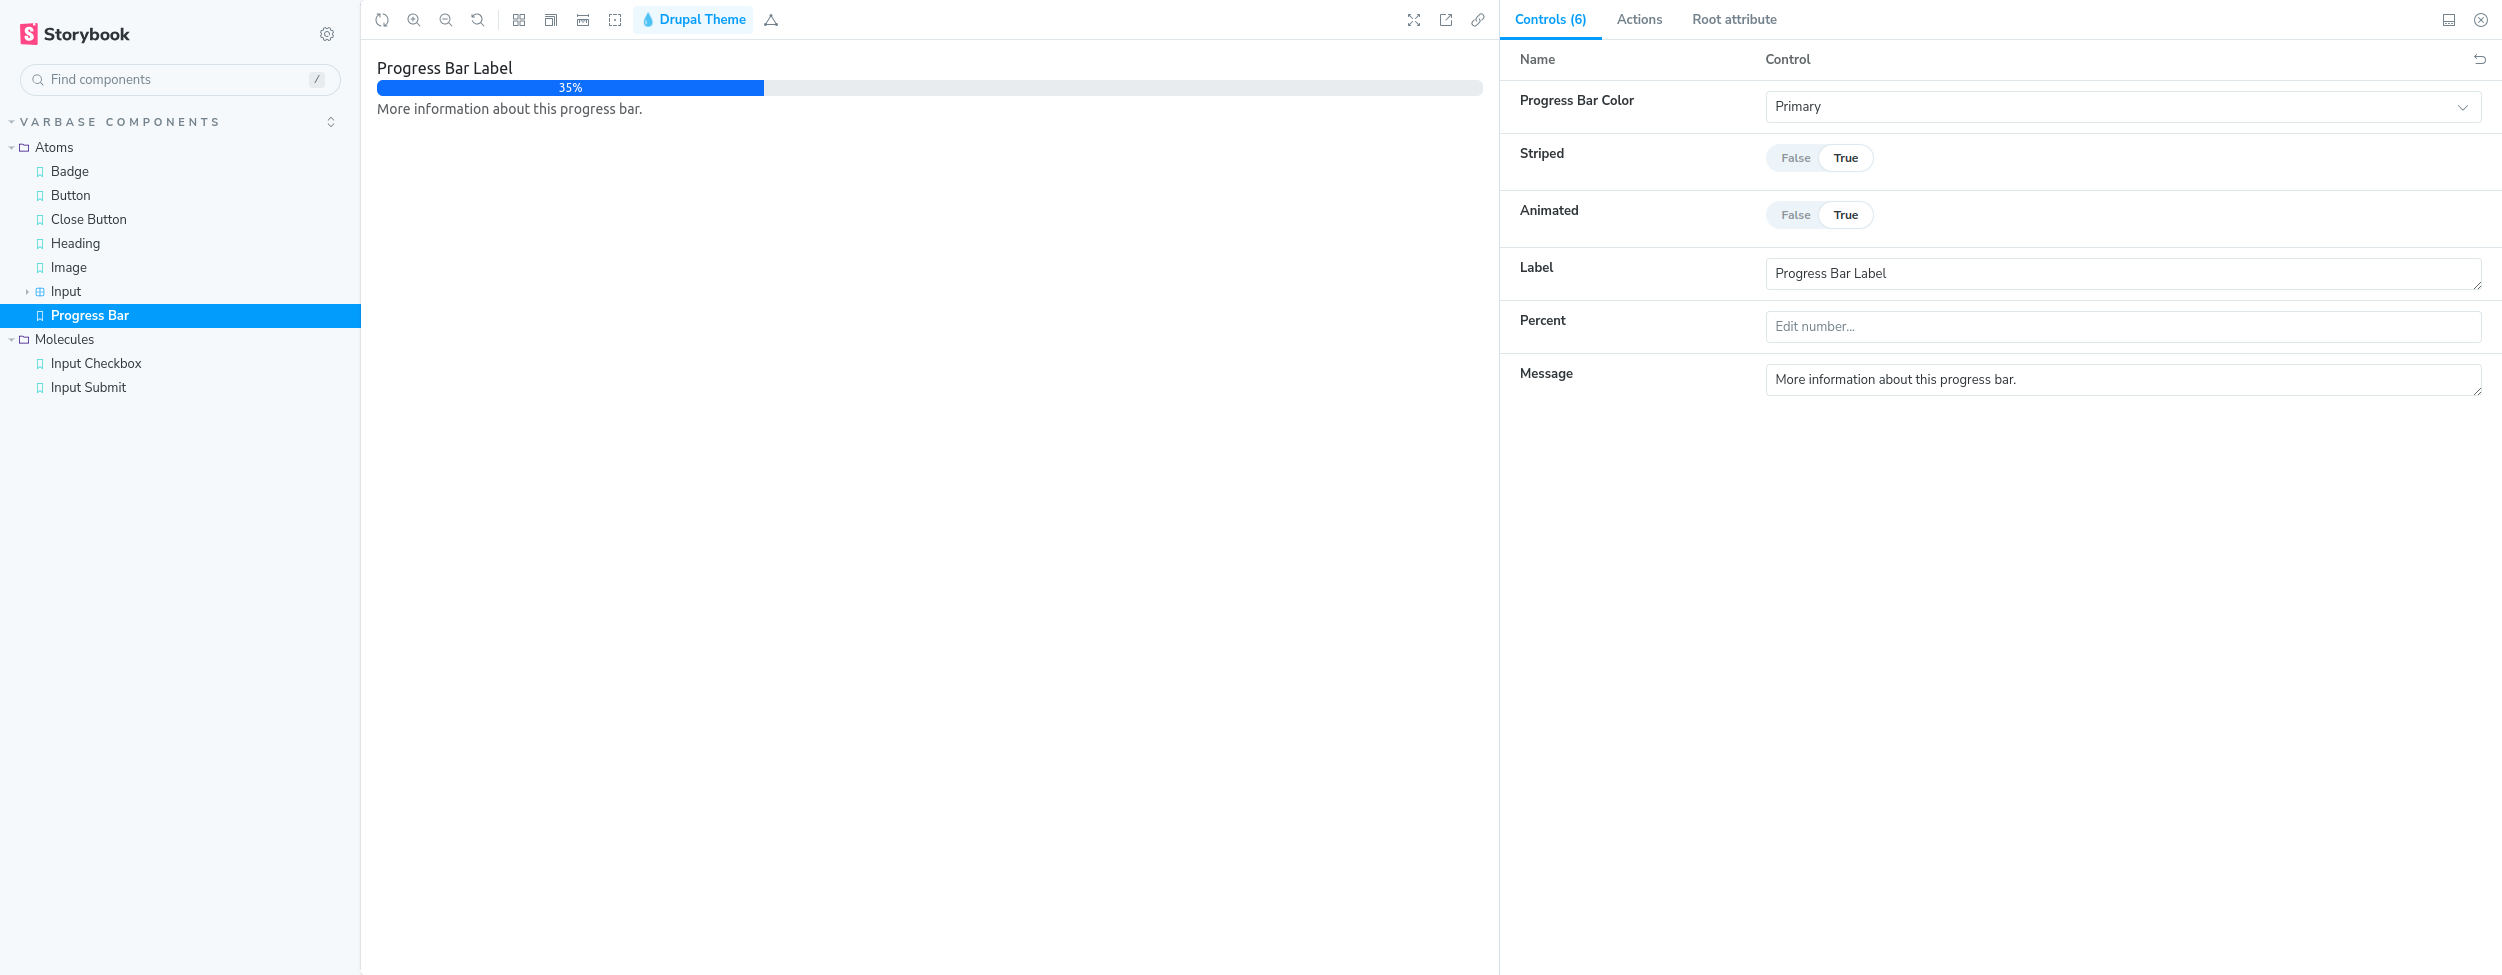 Storybook
Find components
/
VARBASE COMPONENTS
Atoms
Badge
Button
Close Button
Heading
Image
Input
Progress Bar
Molecules
Input Checkbox
Input Submit
Drupal Theme
Progress Bar Label
35%
More information about this progress bar.
Controls (6) Actions Root attribute
Name Control
Progress Bar Color Primary
Striped False True
Animated False True
Label Progress Bar Label
Percent Edit number...
Message More information about this progress bar.